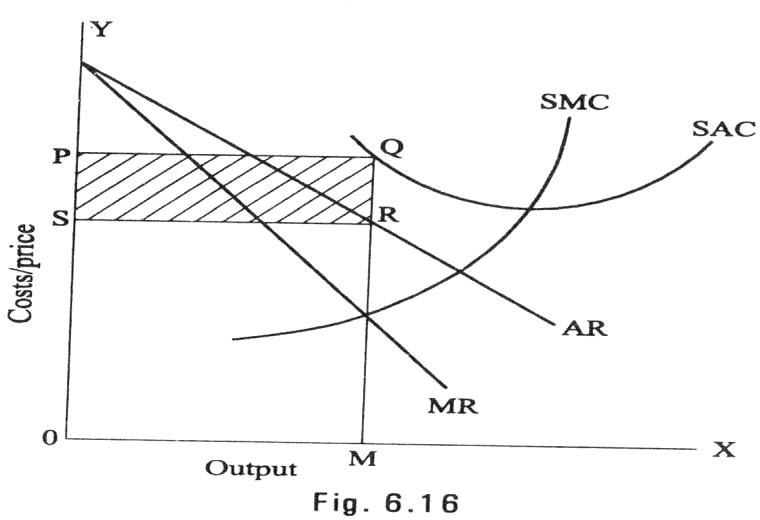 Y
SMC
SAC
P
Q
S
R
Costs/price
AR
MR
0
M
X
Output
Fig. 6.16